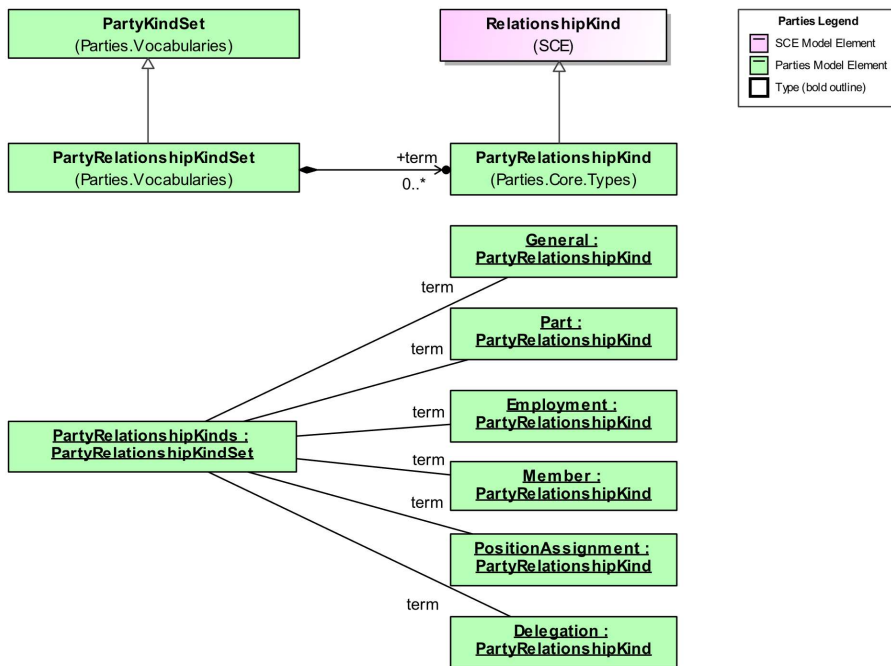 PartyKindSet
(Parties.Vocabularies)
RelationshipKind
(SCE)
Parties Legend
SCE Model Element
Parties Model Element
Type (bold outline)
PartyRelationshipKindSet
(Parties.Vocabularies)
+term
0..*
PartyRelationshipKind
(Parties.Core.Types)
General :
PartyRelationshipKind
term
Part :
PartyRelationshipKind
term
Employment :
PartyRelationshipKind
term
PartyRelationshipKinds :
PartyRelationshipKindSet
term
Member :
PartyRelationshipKind
term
PositionAssignment :
PartyRelationshipKind
term
Delegation :
PartyRelationshipKind